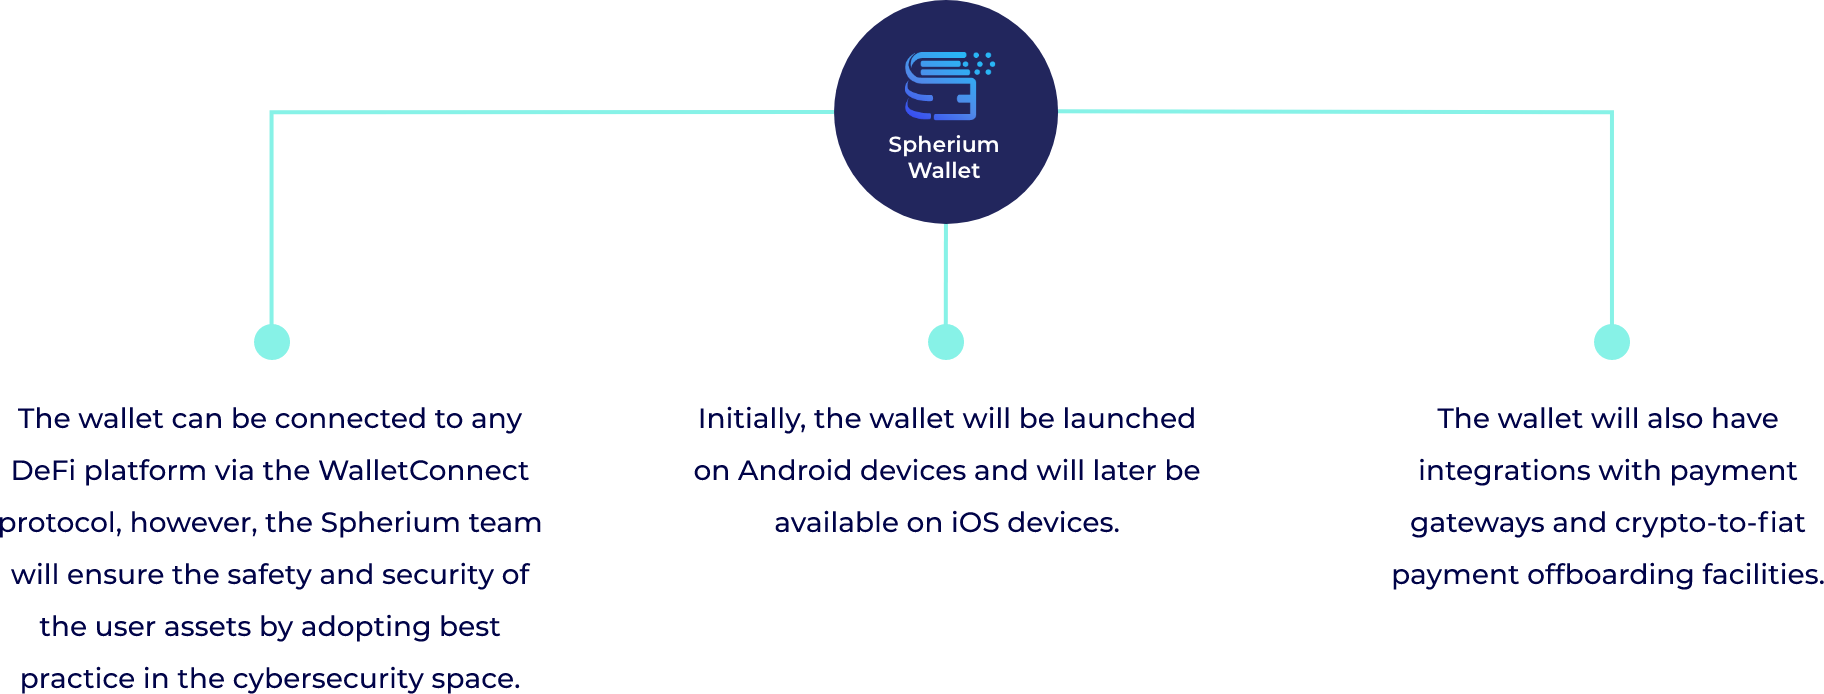 Spherium
Wallet
The wallet can be connected to any
DeFi platform via the WalletConnect
protocol, however, the Spherium team
will ensure the safety and security of
the user assets by adopting best
practice in the cybersecurity space.
Initially, the wallet will be launched
on Android devices and will later be
available on iOS devices.
The wallet will also have
integrations with payment
gateways and crypto-to-fiat
payment offboarding facilities.